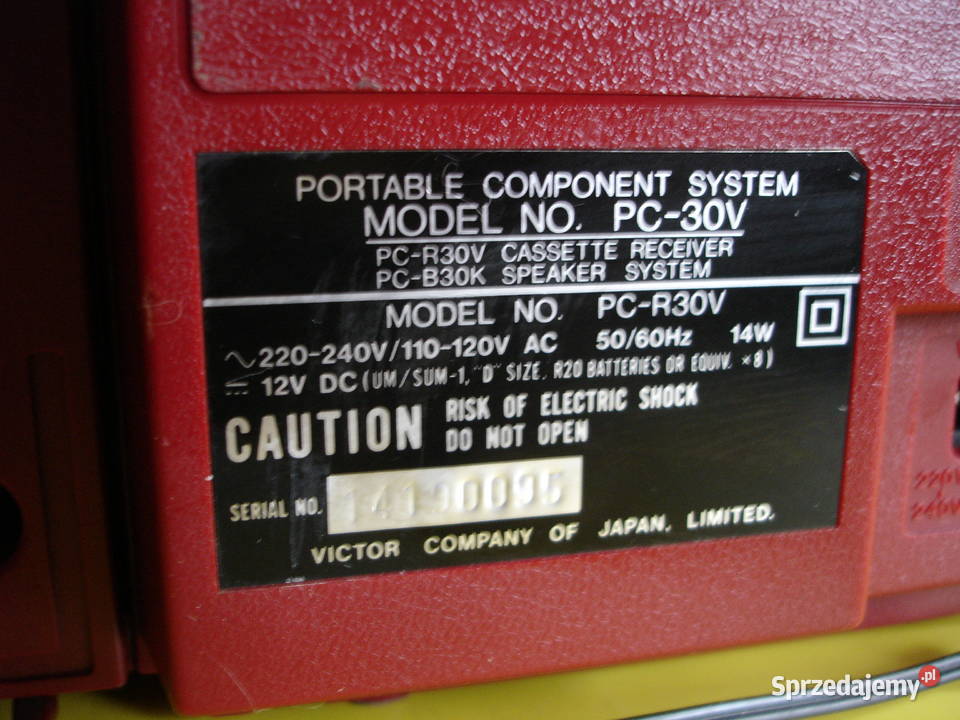 PORTABLE COMPONENT SYSTEM
MODEL NO. PC-30V
PC-R30V CASSETTE RECEIVER
PC-B30K SPEAKER SYSTEM
MODEL NO. PC-R30V
220-240V/110-120V AC 50/60Hz 14W
12V DC (UM/SUM-1, "D" SIZE, R20 BATTERIES OR EQUIV. ×8)
CAUTION RISK OF ELECTRIC SHOCK
DO NOT OPEN
SERIAL NO.
VICTOR COMPANY OF JAPAN, LIMITED.
220V
240V
Sprzedajemy.pl